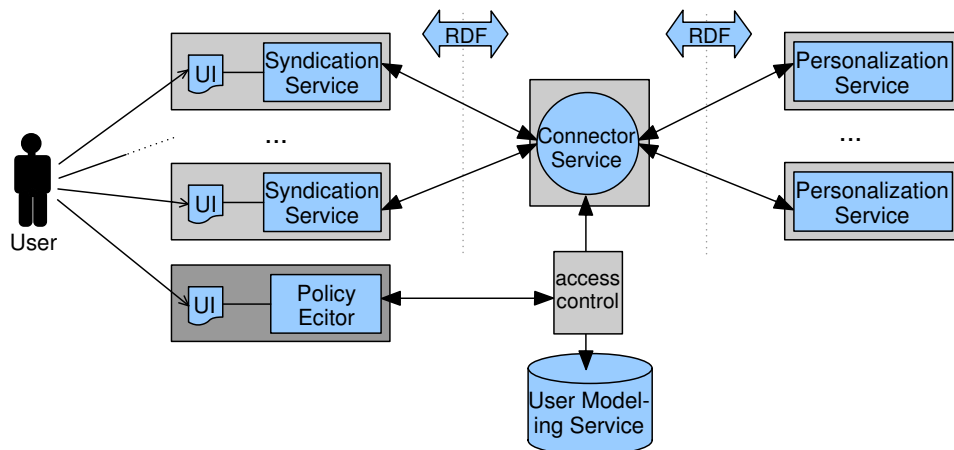 RDF
RDF
UI
Syndication
Service
Personalization
Service
...
Connector
Service
...
UI
Syndication
Service
Personalization
Service
User
UI
Policy
Ecitor
access
control
User Model-
ing Service